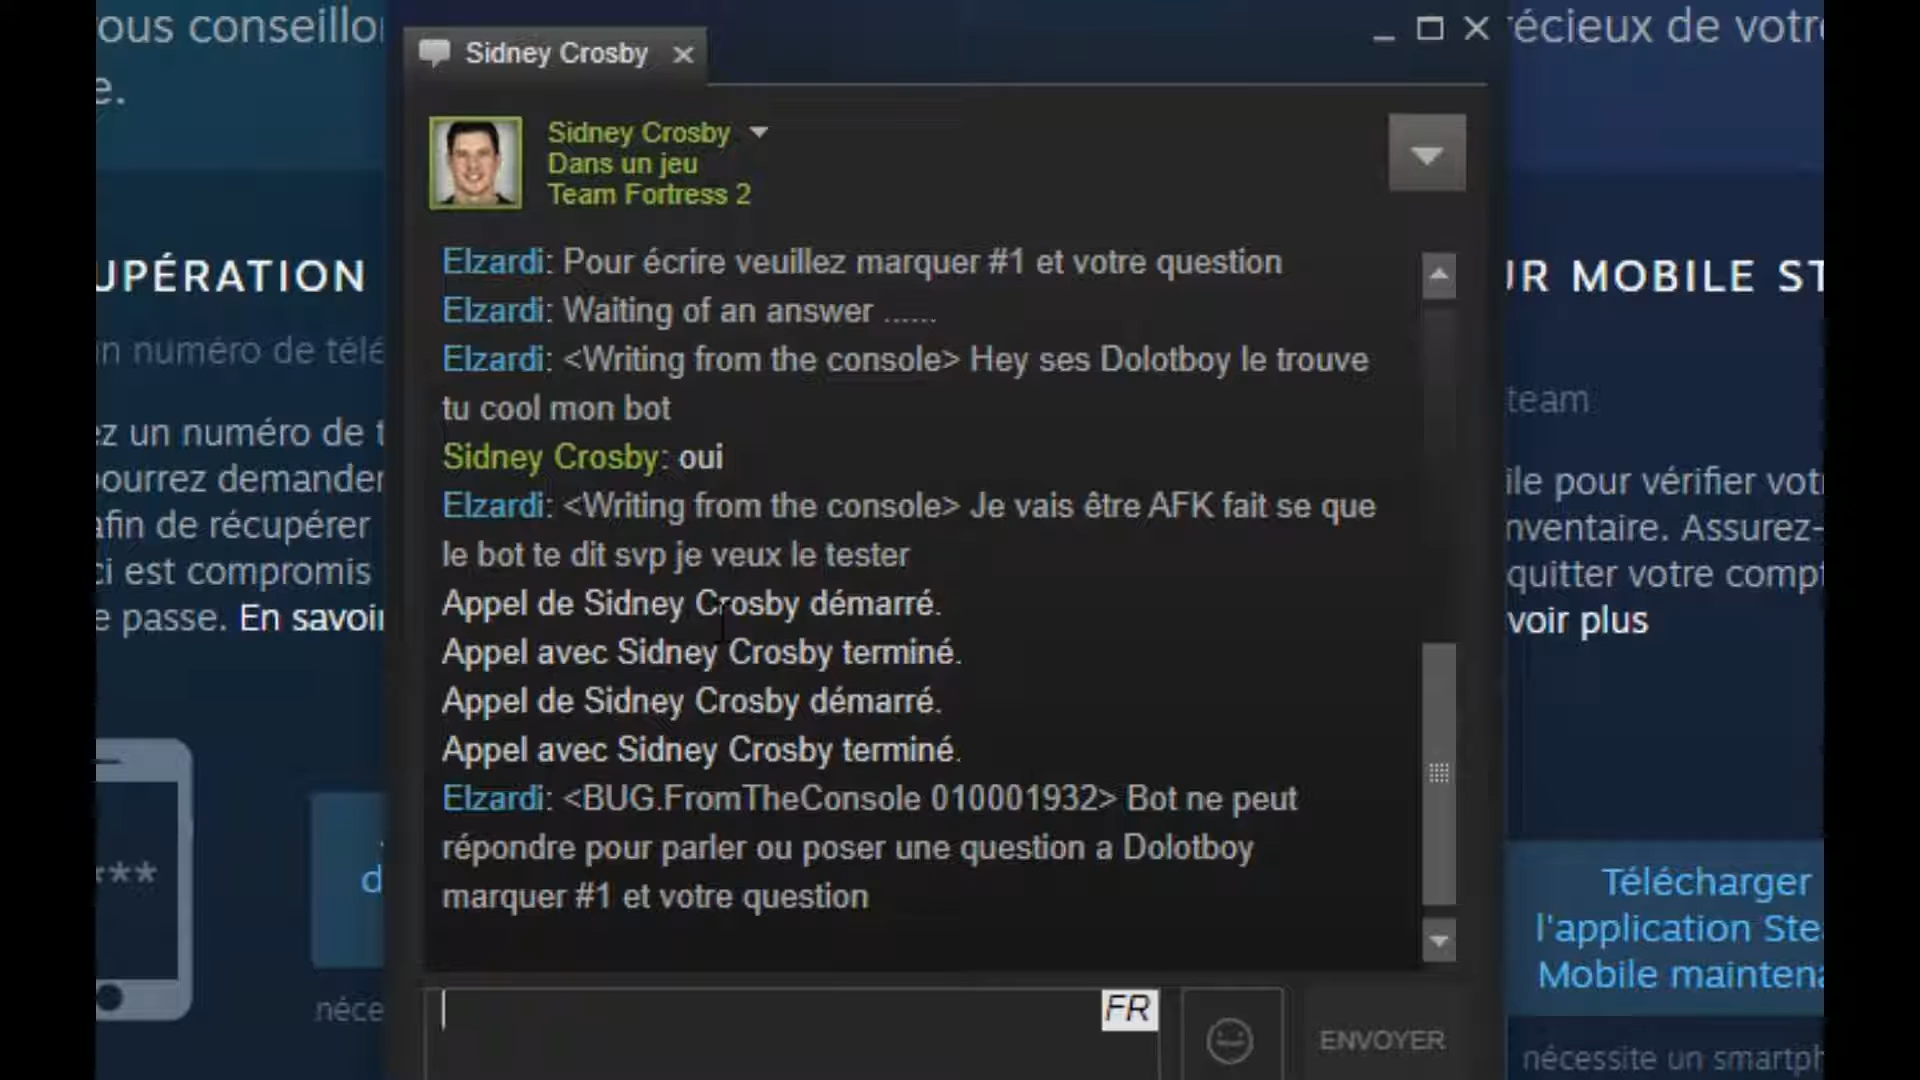 ous conseillo
e.
écieux de votr
Sidney Crosby
Sidney Crosby
Dans un jeu
Team Fortress 2
Elzardi: Pour écrire veuillez marquer #1 et votre question
Elzardi: Waiting of an answer ......
Elzardi: <Writing from the console> Hey ses Dolotboy le trouve
tu cool mon bot
Sidney Crosby: oui
Elzardi: <Writing from the console> Je vais être AFK fait se que
le bot te dit svp je veux le tester
Appel de Sidney Crosby démarré.
Appel avec Sidney Crosby terminé.
Appel de Sidney Crosby démarré.
Appel avec Sidney Crosby terminé.
Elzardi: <BUG.FromTheConsole 010001932> Bot ne peut
répondre pour parler ou poser une question a Dolotboy
marquer #1 et votre question
FR
ENVOYER
UPÉRATION
n numéro de télé
ez un numéro de t
pourrez demander
afin de récupérer
ci est compromis
e passe. En savoi
***
d
néce
UR MOBILE ST
team
ile pour vérifier vot
nventaire. Assurez-
quitter votre compt
voir plus
Télécharger
l'application Ste
Mobile mainten
nécessite un smartph